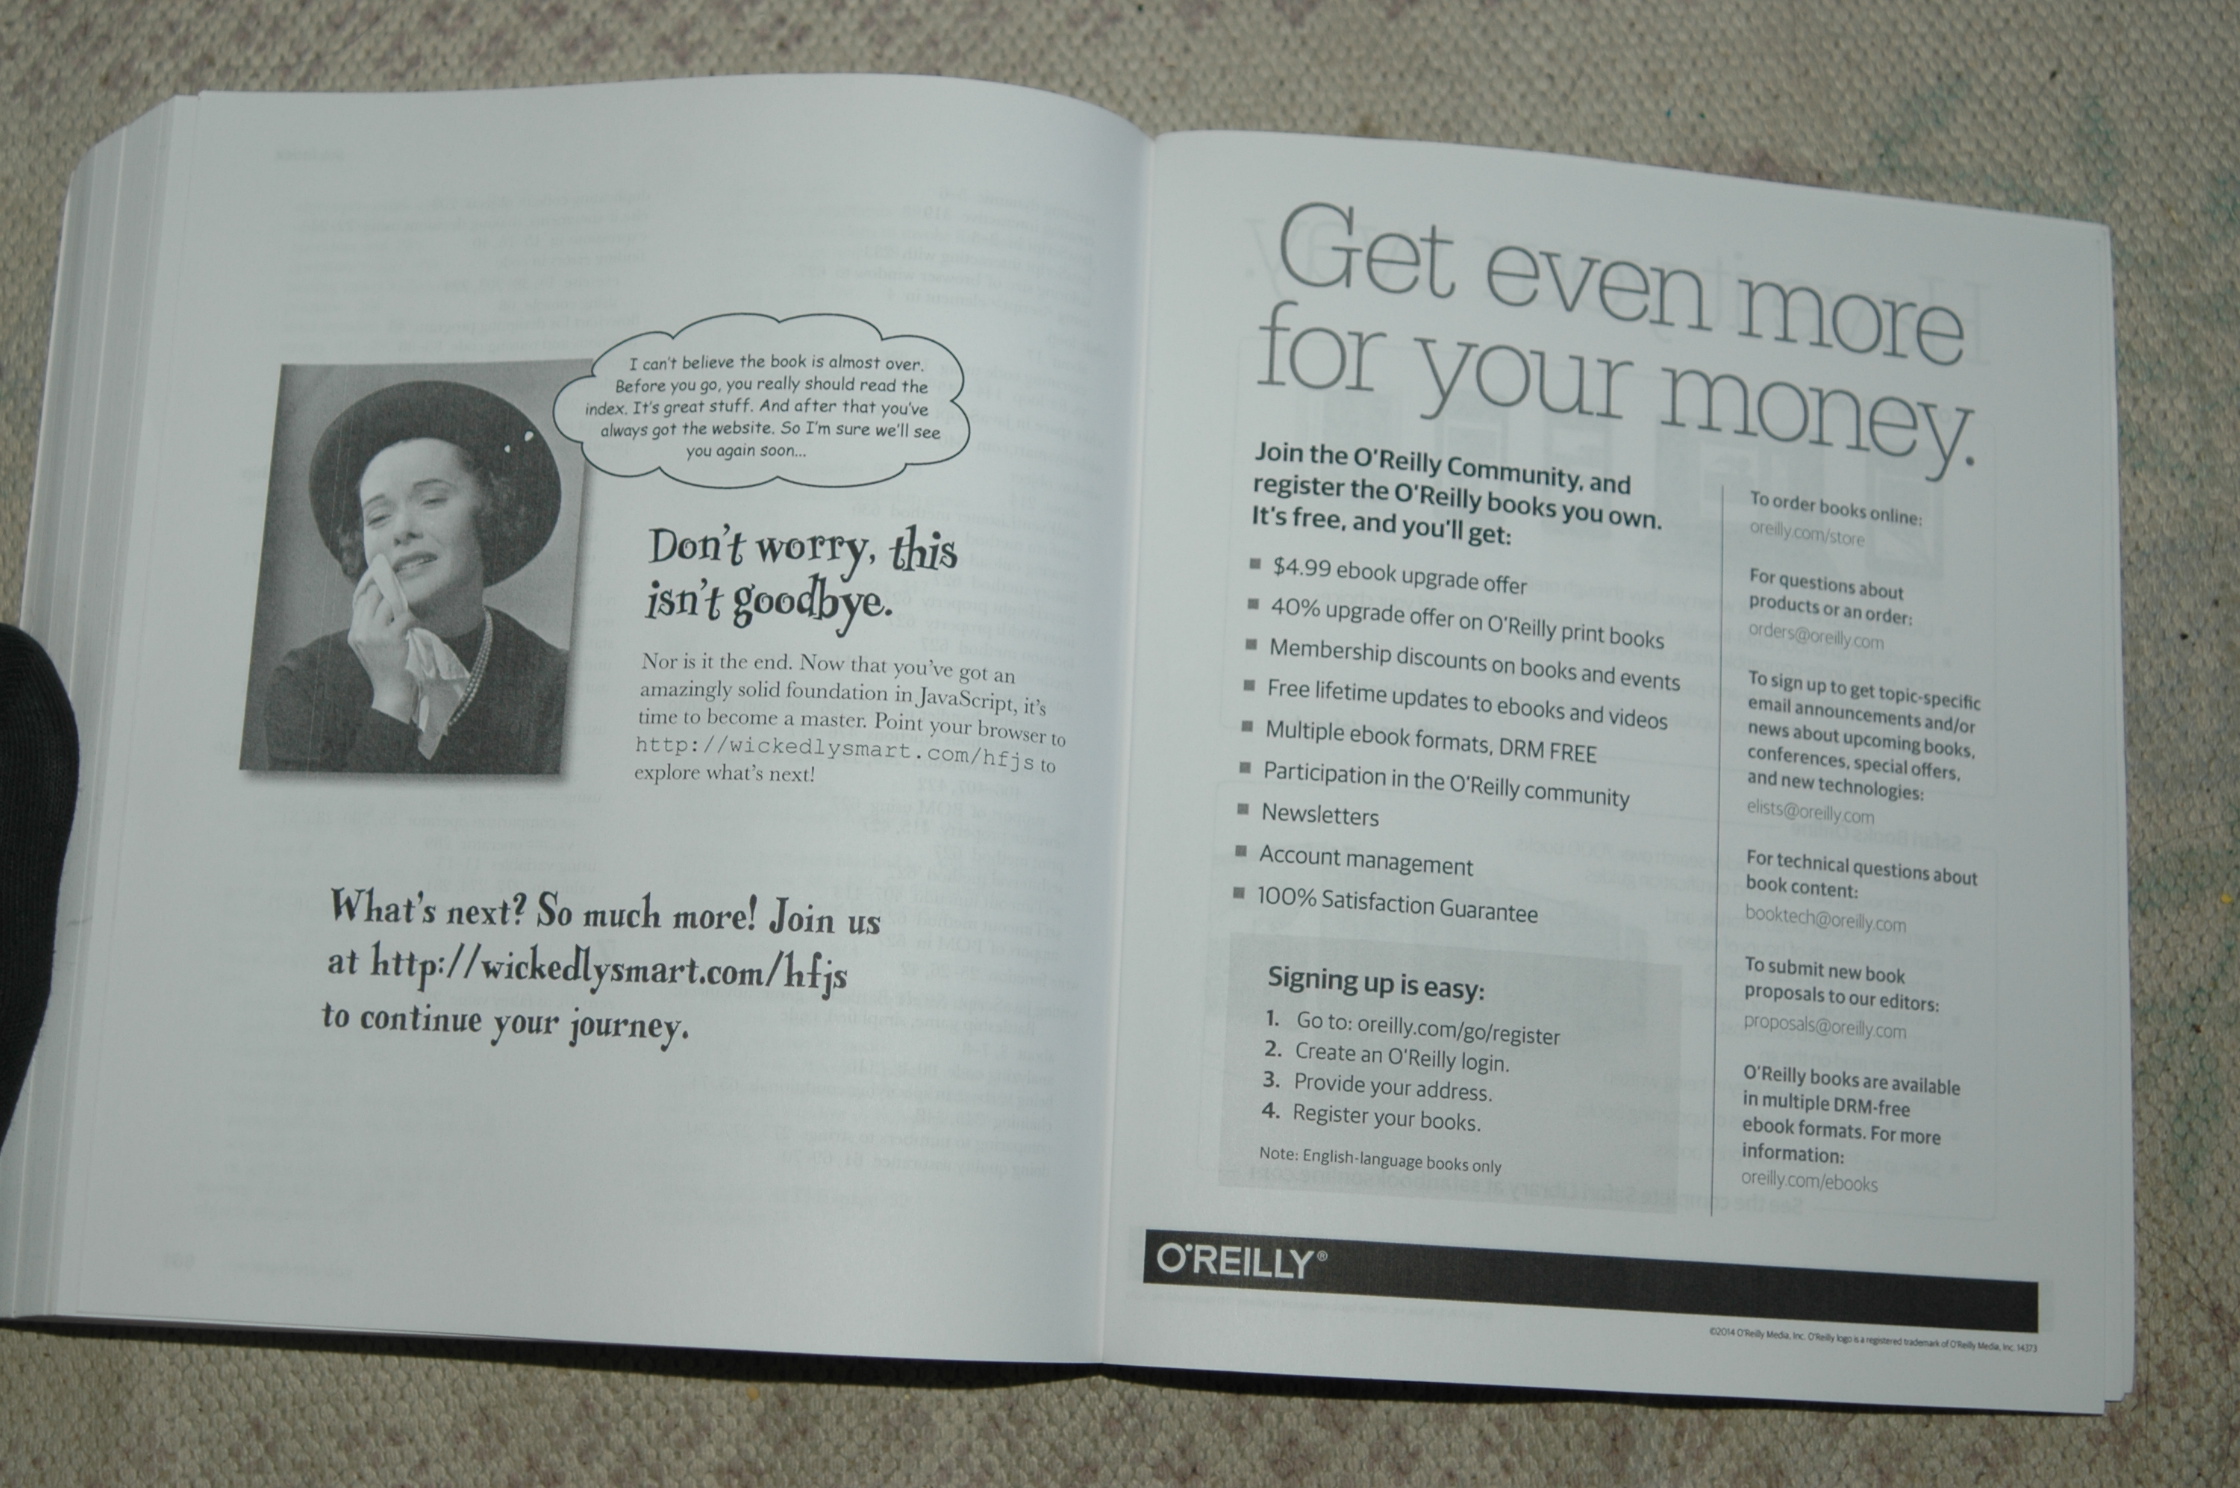 I can't believe the book is almost over.
Before you go, you really should read the
index. It's great stuff. And after that you've
always got the website. So I'm sure we'll see
you again soon...
Don't worry, this
isn't goodbye.
Nor is it the end. Now that you've got an
amazingly solid foundation in JavaScript, it's
time to become a master. Point your browser to
http://wickedlysmart.com/hfjs to
explore what's next!
What's next? So much more! Join us
at http://wickedlysmart.com/hfjs
to continue your journey.
Get even more
for your money.
Join the O'Reilly Community, and
register the O'Reilly books you own.
It's free, and you'll get:
■ $4.99 ebook upgrade offer
■ 40% upgrade offer on O'Reilly print books
■ Membership discounts on books and events
■ Free lifetime updates to ebooks and videos
■ Multiple ebook formats, DRM FREE
■ Participation in the O'Reilly community
■ Newsletters
■ Account management
■ 100% Satisfaction Guarantee
Signing up is easy:
1. Go to: oreilly.com/go/register
2. Create an O'Reilly login.
3. Provide your address.
4. Register your books.
Note: English-language books only
To order books online:
oreilly.com/store
For questions about
products or an order:
orders@oreilly.com
To sign up to get topic-specific
email announcements and/or
news about upcoming books,
conferences, special offers,
and new technologies:
elists@oreilly.com
For technical questions about
book content:
booktech@oreilly.com
To submit new book
proposals to our editors:
proposals@oreilly.com
O'Reilly books are available
in multiple DRM-free
ebook formats. For more
information:
oreilly.com/ebooks
O'REILLY®
©2014 O'Reilly Media, Inc. O'Reilly logo is a registered trademark of O'Reilly Media, Inc. 14373